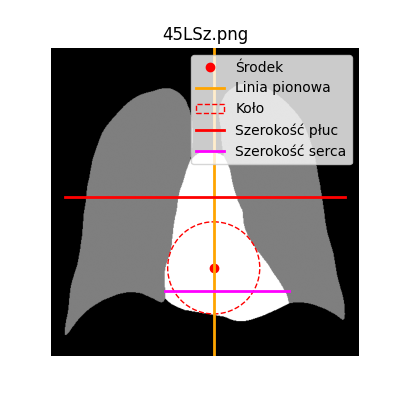 45LSz.png
Środek
Linia pionowa
Koło
Szerokość płuc
Szerokość serca